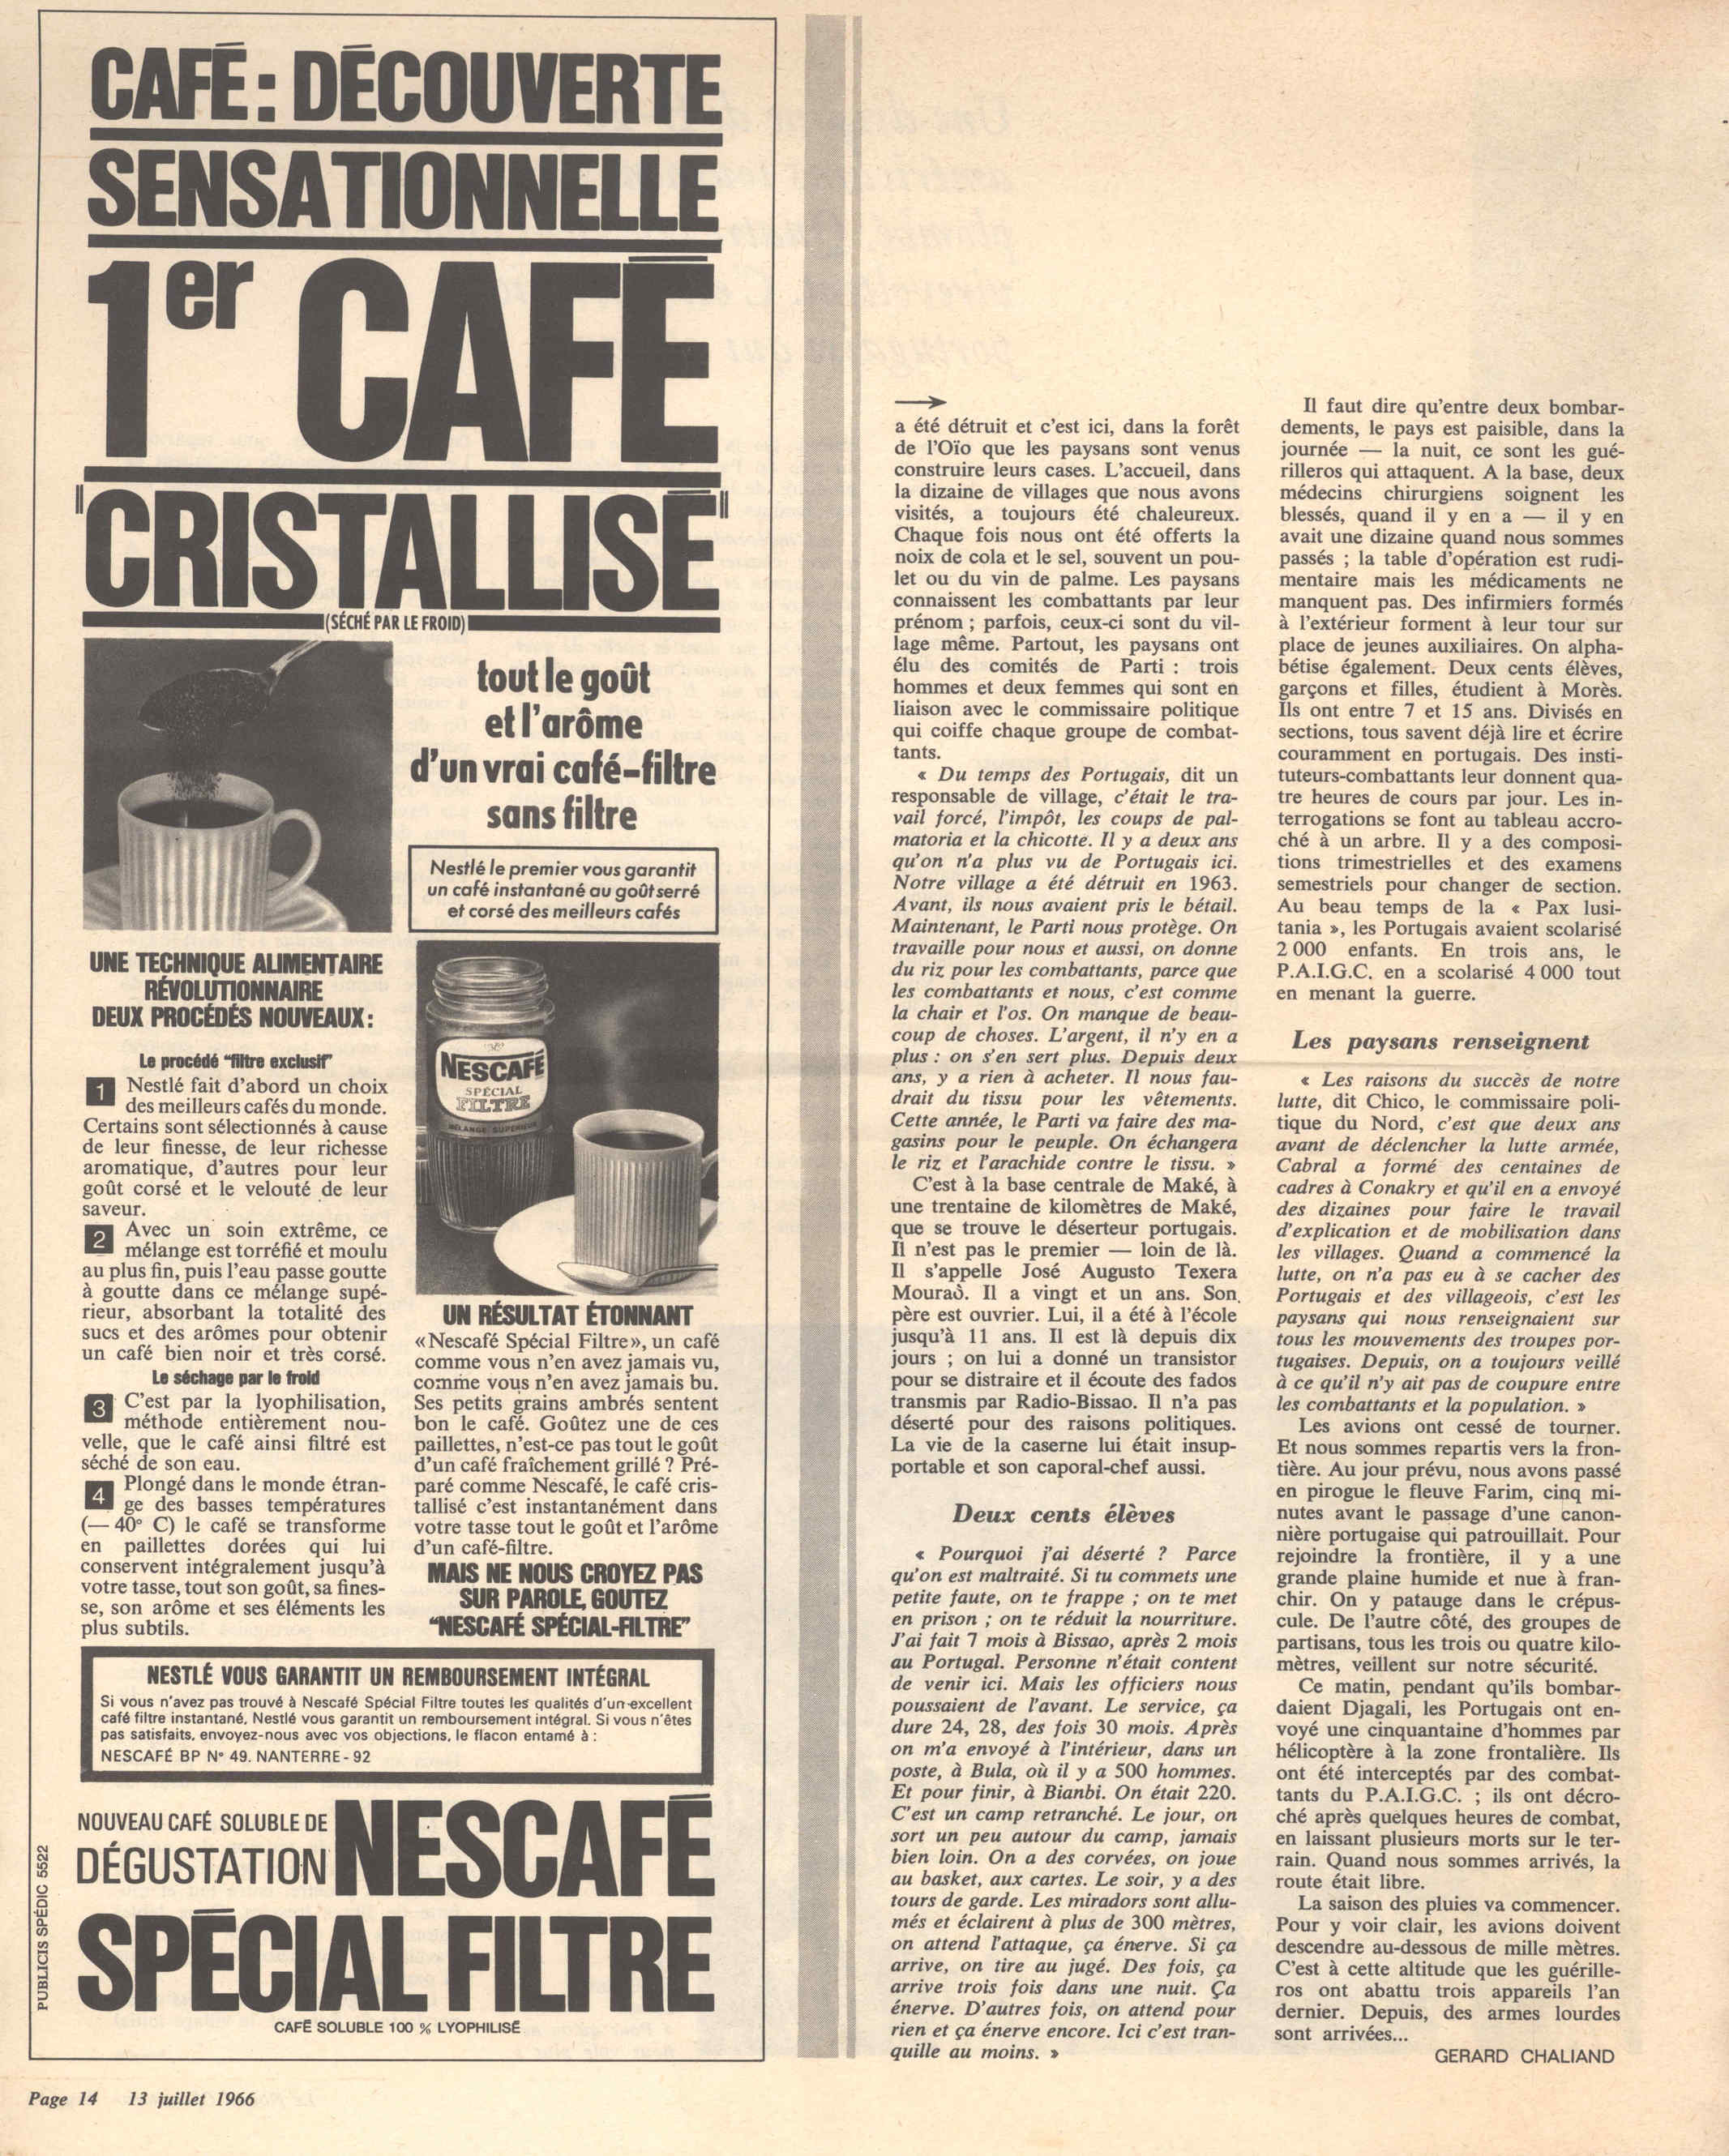 CAFÉ : DÉCOUVERTE
SENSATIONNELLE
1er CAFÉ
"CRISTALLISÉ"
(SÉCHÉ PAR LE FROID)
tout le goût
et l'arôme
d'un vrai café-filtre
sans filtre
Nestlé le premier vous garantit
un café instantané au goût serré
et corsé des meilleurs cafés
UNE TECHNIQUE ALIMENTAIRE
RÉVOLUTIONNAIRE
DEUX PROCÉDÉS NOUVEAUX :
Le procédé "filtre exclusif"
1 Nestlé fait d'abord un choix
des meilleurs cafés du monde.
Certains sont sélectionnés à cause
de leur finesse, de leur richesse
aromatique, d'autres pour leur
goût corsé et le velouté de leur
saveur.
2 Avec un soin extrême, ce
mélange est torréfié et moulu
au plus fin, puis l'eau passe goutte
à goutte dans ce mélange supé-
rieur, absorbant la totalité des
sucs et des arômes pour obtenir
un café bien noir et très corsé.
Le séchage par le froid
3 C'est par la lyophilisation,
méthode entièrement nou-
velle, que le café ainsi filtré est
séché de son eau.
4 Plongé dans le monde étran-
ge des basses températures
(— 40° C) le café se transforme
en paillettes dorées qui lui
conservent intégralement jusqu'à
votre tasse, tout son goût, sa fines-
se, son arôme et ses éléments les
plus subtils.
NESCAFÉ
SPÉCIAL
FILTRE
MÉLANGE SUPÉRIEUR
UN RÉSULTAT ÉTONNANT
«Nescafé Spécial Filtre», un café
comme vous n'en avez jamais vu,
comme vous n'en avez jamais bu.
Ses petits grains ambrés sentent
bon le café. Goûtez une de ces
paillettes, n'est-ce pas tout le goût
d'un café fraîchement grillé ? Pré-
paré comme Nescafé, le café cris-
tallisé c'est instantanément dans
votre tasse tout le goût et l'arôme
d'un café-filtre.
MAIS NE NOUS CROYEZ PAS
SUR PAROLE, GOUTEZ
"NESCAFÉ SPÉCIAL-FILTRE"
NESTLÉ VOUS GARANTIT UN REMBOURSEMENT INTÉGRAL
Si vous n'avez pas trouvé à Nescafé Spécial Filtre toutes les qualités d'un excellent
café filtre instantané, Nestlé vous garantit un remboursement intégral. Si vous n'êtes
pas satisfaits, envoyez-nous avec vos objections, le flacon entamé à :
NESCAFÉ BP N° 49. NANTERRE - 92
NOUVEAU CAFÉ SOLUBLE DE
DÉGUSTATION NESCAFÉ
SPÉCIAL FILTRE
CAFÉ SOLUBLE 100 % LYOPHILISÉ
PUBLICIS SPÉDIC 5522
→
a été détruit et c'est ici, dans la forêt
de l'Oïo que les paysans sont venus
construire leurs cases. L'accueil, dans
la dizaine de villages que nous avons
visités, a toujours été chaleureux.
Chaque fois nous ont été offerts la
noix de cola et le sel, souvent un pou-
let ou du vin de palme. Les paysans
connaissent les combattants par leur
prénom ; parfois, ceux-ci sont du vil-
lage même. Partout, les paysans ont
élu des comités de Parti : trois
hommes et deux femmes qui sont en
liaison avec le commissaire politique
qui coiffe chaque groupe de combat-
tants.
« Du temps des Portugais, dit un
responsable de village, c'était le tra-
vail forcé, l'impôt, les coups de pal-
matoria et la chicotte. Il y a deux ans
qu'on n'a plus vu de Portugais ici.
Notre village a été détruit en 1963.
Avant, ils nous avaient pris le bétail.
Maintenant, le Parti nous protège. On
travaille pour nous et aussi, on donne
du riz pour les combattants, parce que
les combattants et nous, c'est comme
la chair et l'os. On manque de beau-
coup de choses. L'argent, il n'y en a
plus : on s'en sert plus. Depuis deux
ans, y a rien à acheter. Il nous fau-
drait du tissu pour les vêtements.
Cette année, le Parti va faire des ma-
gasins pour le peuple. On échangera
le riz et l'arachide contre le tissu. »
C'est à la base centrale de Maké, à
une trentaine de kilomètres de Maké,
que se trouve le déserteur portugais.
Il n'est pas le premier — loin de là.
Il s'appelle José Augusto Texera
Mouraò. Il a vingt et un ans. Son
père est ouvrier. Lui, il a été à l'école
jusqu'à 11 ans. Il est là depuis dix
jours ; on lui a donné un transistor
pour se distraire et il écoute des fados
transmis par Radio-Bissao. Il n'a pas
déserté pour des raisons politiques.
La vie de la caserne lui était insup-
portable et son caporal-chef aussi.
Deux cents élèves
« Pourquoi j'ai déserté ? Parce
qu'on est maltraité. Si tu commets une
petite faute, on te frappe ; on te met
en prison ; on te réduit la nourriture.
J'ai fait 7 mois à Bissao, après 2 mois
au Portugal. Personne n'était content
de venir ici. Mais les officiers nous
poussaient de l'avant. Le service, ça
dure 24, 28, des fois 30 mois. Après
on m'a envoyé à l'intérieur, dans un
poste, à Bula, où il y a 500 hommes.
Et pour finir, à Bianbi. On était 220.
C'est un camp retranché. Le jour, on
sort un peu autour du camp, jamais
bien loin. On a des corvées, on joue
au basket, aux cartes. Le soir, y a des
tours de garde. Les miradors sont allu-
més et éclairent à plus de 300 mètres,
on attend l'attaque, ça énerve. Si ça
arrive, on tire au jugé. Des fois, ça
arrive trois fois dans une nuit. Ça
énerve. D'autres fois, on attend pour
rien et ça énerve encore. Ici c'est tran-
quille au moins. »
Il faut dire qu'entre deux bombar-
dements, le pays est paisible, dans la
journée — la nuit, ce sont les gué-
rilleros qui attaquent. A la base, deux
médecins chirurgiens soignent les
blessés, quand il y en a — il y en
avait une dizaine quand nous sommes
passés ; la table d'opération est rudi-
mentaire mais les médicaments ne
manquent pas. Des infirmiers formés
à l'extérieur forment à leur tour sur
place de jeunes auxiliaires. On alpha-
bétise également. Deux cents élèves,
garçons et filles, étudient à Morès.
Ils ont entre 7 et 15 ans. Divisés en
sections, tous savent déjà lire et écrire
couramment en portugais. Des insti-
tuteurs-combattants leur donnent qua-
tre heures de cours par jour. Les in-
terrogations se font au tableau accro-
ché à un arbre. Il y a des composi-
tions trimestrielles et des examens
semestriels pour changer de section.
Au beau temps de la « Pax lusi-
tania », les Portugais avaient scolarisé
2 000 enfants. En trois ans, le
P.A.I.G.C. en a scolarisé 4 000 tout
en menant la guerre.
Les paysans renseignent
« Les raisons du succès de notre
lutte, dit Chico, le commissaire poli-
tique du Nord, c'est que deux ans
avant de déclencher la lutte armée,
Cabral a formé des centaines de
cadres à Conakry et qu'il en a envoyé
des dizaines pour faire le travail
d'explication et de mobilisation dans
les villages. Quand a commencé la
lutte, on n'a pas eu à se cacher des
Portugais et des villageois, c'est les
paysans qui nous renseignaient sur
tous les mouvements des troupes por-
tugaises. Depuis, on a toujours veillé
à ce qu'il n'y ait pas de coupure entre
les combattants et la population. »
Les avions ont cessé de tourner.
Et nous sommes repartis vers la fron-
tière. Au jour prévu, nous avons passé
en pirogue le fleuve Farim, cinq mi-
nutes avant le passage d'une canon-
nière portugaise qui patrouillait. Pour
rejoindre la frontière, il y a une
grande plaine humide et nue à fran-
chir. On y patauge dans le crépus-
cule. De l'autre côté, des groupes de
partisans, tous les trois ou quatre kilo-
mètres, veillent sur notre sécurité.
Ce matin, pendant qu'ils bombar-
daient Djagali, les Portugais ont en-
voyé une cinquantaine d'hommes par
hélicoptère à la zone frontalière. Ils
ont été interceptés par des combat-
tants du P.A.I.G.C. ; ils ont décro-
ché après quelques heures de combat,
en laissant plusieurs morts sur le ter-
rain. Quand nous sommes arrivés, la
route était libre.
La saison des pluies va commencer.
Pour y voir clair, les avions doivent
descendre au-dessous de mille mètres.
C'est à cette altitude que les guérille-
ros ont abattu trois appareils l'an
dernier. Depuis, des armes lourdes
sont arrivées...
GERARD CHALIAND
Page 14 13 juillet 1966